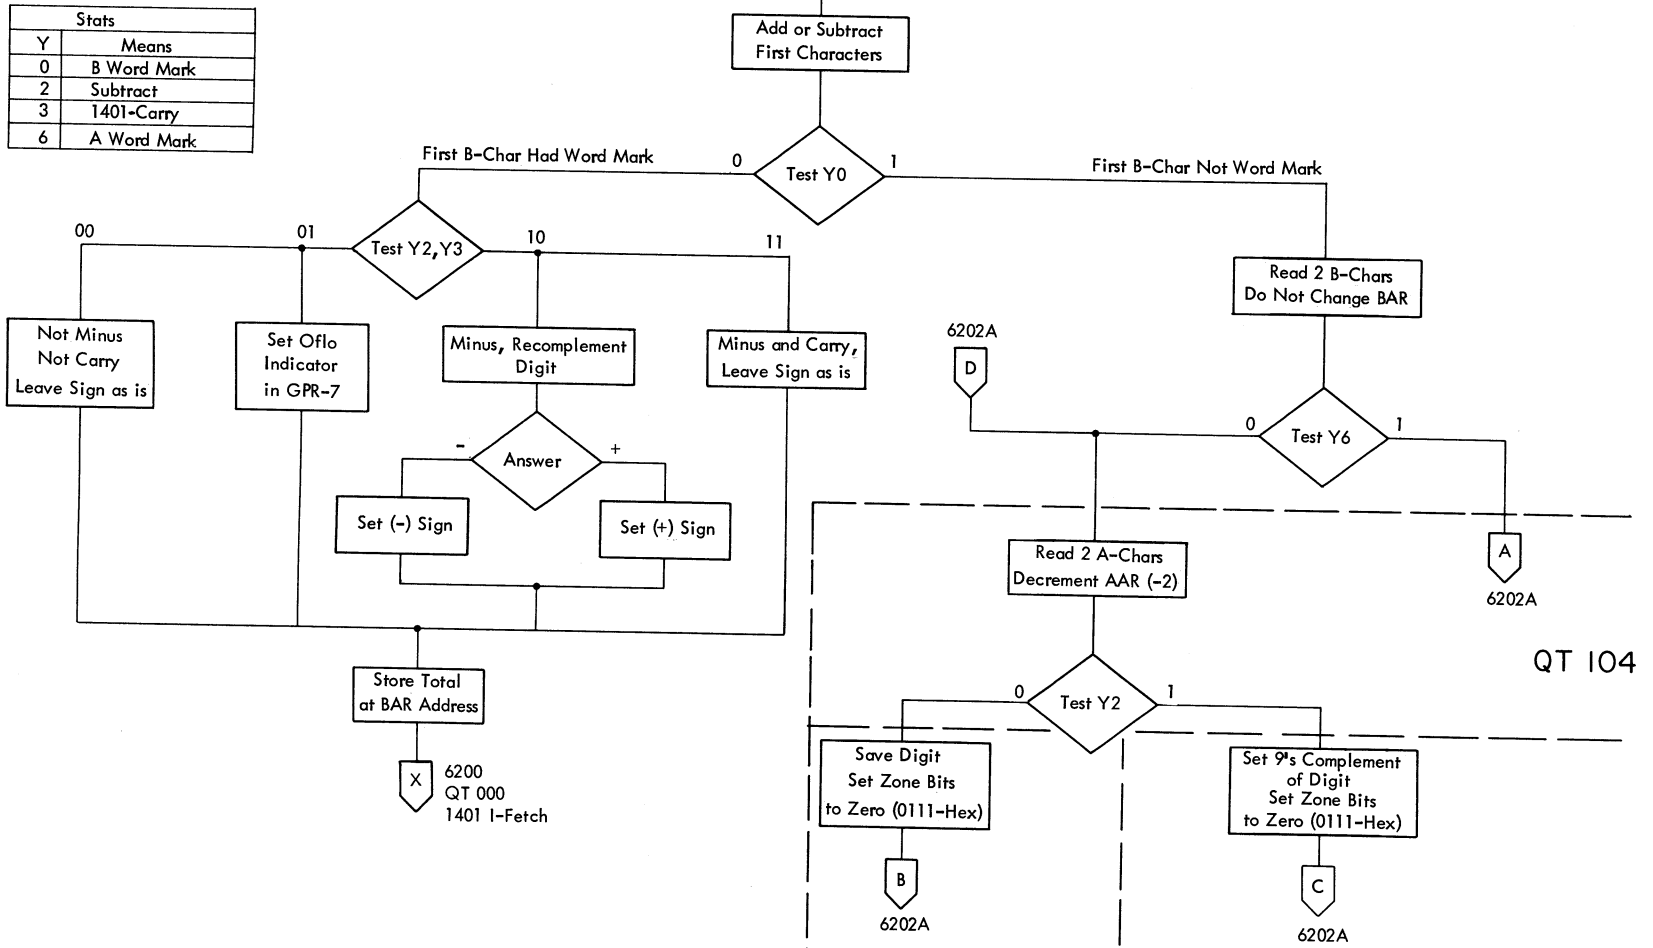 Stats
Y Means
0 B Word Mark
2 Subtract
3 1401-Carry
6 A Word Mark
Add or Subtract
First Characters
First B-Char Had Word Mark
0
Test Y0
1
First B-Char Not Word Mark
00
01
Test Y2,Y3
10
11
Read 2 B-Chars
Do Not Change BAR
Not Minus
Not Carry
Leave Sign as is
Set Oflo
Indicator
in GPR-7
Minus, Recomplement
Digit
Minus and Carry,
Leave Sign as is
6202A
D
0
Test Y6
1
-
Answer
+
Set (-) Sign
Set (+) Sign
Read 2 A-Chars
Decrement AAR (-2)
A
6202A
QT 104
Store Total
at BAR Address
0
Test Y2
1
X
6200
QT 000
1401 I-Fetch
Save Digit
Set Zone Bits
to Zero (0111-Hex)
Set 9's Complement
of Digit
Set Zone Bits
to Zero (0111-Hex)
B
6202A
C
6202A